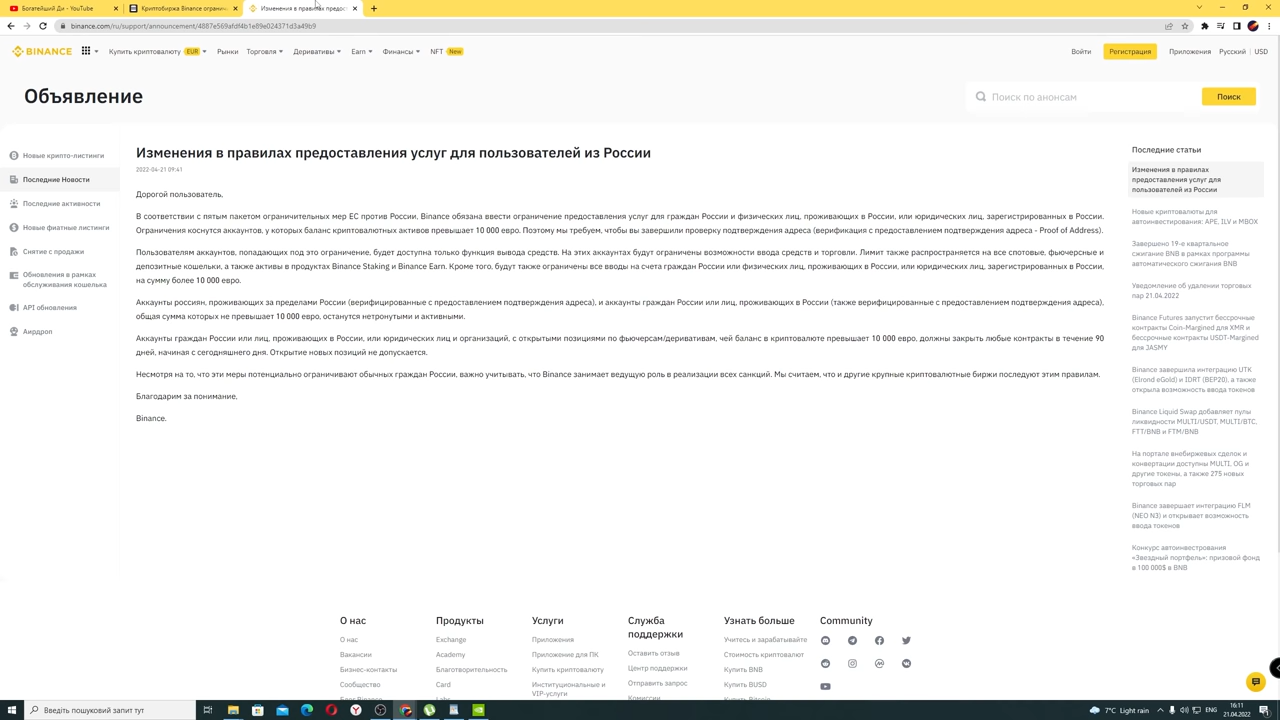 Богатейший Ди - YouTube
Криптобиржа Binance огранич
Изменения в правилах предос
binance.com/ru/support/announcement/4887e569afdf4b1e89e024371d3a49b9
BINANCE
Купить криптовалюту EUR
Рынки
Торговля
Деривативы
Earn
Финансы
NFT New
Войти
Регистрация
Приложения
Русский
USD
Объявление
Поиск по анонсам
Поиск
Новые крипто-листинги
Последние Новости
Последние активности
Новые фиатные листинги
Снятие с продажи
Обновления в рамках
обслуживания кошелька
API обновления
Аирдроп
Изменения в правилах предоставления услуг для пользователей из России
2022-04-21 09:41
Дорогой пользователь,
В соответствии с пятым пакетом ограничительных мер ЕС против России, Binance обязана ввести ограничение предоставления услуг для граждан России и физических лиц, проживающих в России, или юридических лиц, зарегистрированных в России.
Ограничения коснутся аккаунтов, у которых баланс криптовалютных активов превышает 10 000 евро. Поэтому мы требуем, чтобы вы завершили проверку подтверждения адреса (верификация с предоставлением подтверждения адреса - Proof of Address).
Пользователям аккаунтов, попадающих под это ограничение, будет доступна только функция вывода средств. На этих аккаунтах будут ограничены возможности ввода средств и торговли. Лимит также распространяется на все спотовые, фьючерсные и
депозитные кошельки, а также активы в продуктах Binance Staking и Binance Earn. Кроме того, будут также ограничены все вводы на счета граждан России или физических лиц, проживающих в России, или юридических лиц, зарегистрированных в России,
на сумму более 10 000 евро.
Аккаунты россиян, проживающих за пределами России (верифицированные с предоставлением подтверждения адреса), и аккаунты граждан России или лиц, проживающих в России (также верифицированные с предоставлением подтверждения адреса),
общая сумма которых не превышает 10 000 евро, останутся нетронутыми и активными.
Аккаунты граждан России или лиц, проживающих в России, или юридических лиц и организаций, с открытыми позициями по фьючерсам/деривативам, чей баланс в криптовалюте превышает 10 000 евро, должны закрыть любые контракты в течение 90
дней, начиная с сегодняшнего дня. Открытие новых позиций не допускается.
Несмотря на то, что эти меры потенциально ограничивают обычных граждан России, важно учитывать, что Binance занимает ведущую роль в реализации всех санкций. Мы считаем, что и другие крупные криптовалютные биржи последуют этим правилам.
Благодарим за понимание,
Binance.
Последние статьи
Изменения в правилах
предоставления услуг для
пользователей из России
Новые криптовалюты для
автоинвестирования: APE, ILV и MBOX
Завершено 19-е квартальное
сжигание BNB в рамках программы
автоматического сжигания BNB
Уведомление об удалении торговых
пар 21.04.2022
Binance Futures запустит бессрочные
контракты Coin-Margined для XMR и
бессрочные контракты USDT-Margined
для JASMY
Binance завершила интеграцию UTK
(Elrond eGold) и IDRT (BEP20), а также
открыла возможность ввода токенов
Binance Liquid Swap добавляет пулы
ликвидности MULTI/USDT, MULTI/BTC,
FTT/BNB и FTM/BNB
На портале внебиржевых сделок и
конвертации доступны MULTI, OG и
другие токены, а также 275 новых
торговых пар
Binance завершает интеграцию FLM
(NEO N3) и открывает возможность
ввода токенов
Конкурс автоинвестирования
«Звездный портфель»: призовой фонд
в 100 000$ в BNB
О нас
О нас
Вакансии
Бизнес-контакты
Сообщество
Блог Binance
Продукты
Exchange
Academy
Благотворительность
Card
Labs
Услуги
Приложения
Приложение для ПК
Купить криптовалюту
Институциональные и
VIP-услуги
Служба
поддержки
Оставить отзыв
Центр поддержки
Отправить запрос
Комиссии
Узнать больше
Учитесь и зарабатывайте
Стоимость криптовалют
Купить BNB
Купить BUSD
Купить Bitcoin
Community
Введіть пошуковий запит тут
7°C Light rain
ENG
16:11
21.04.2022